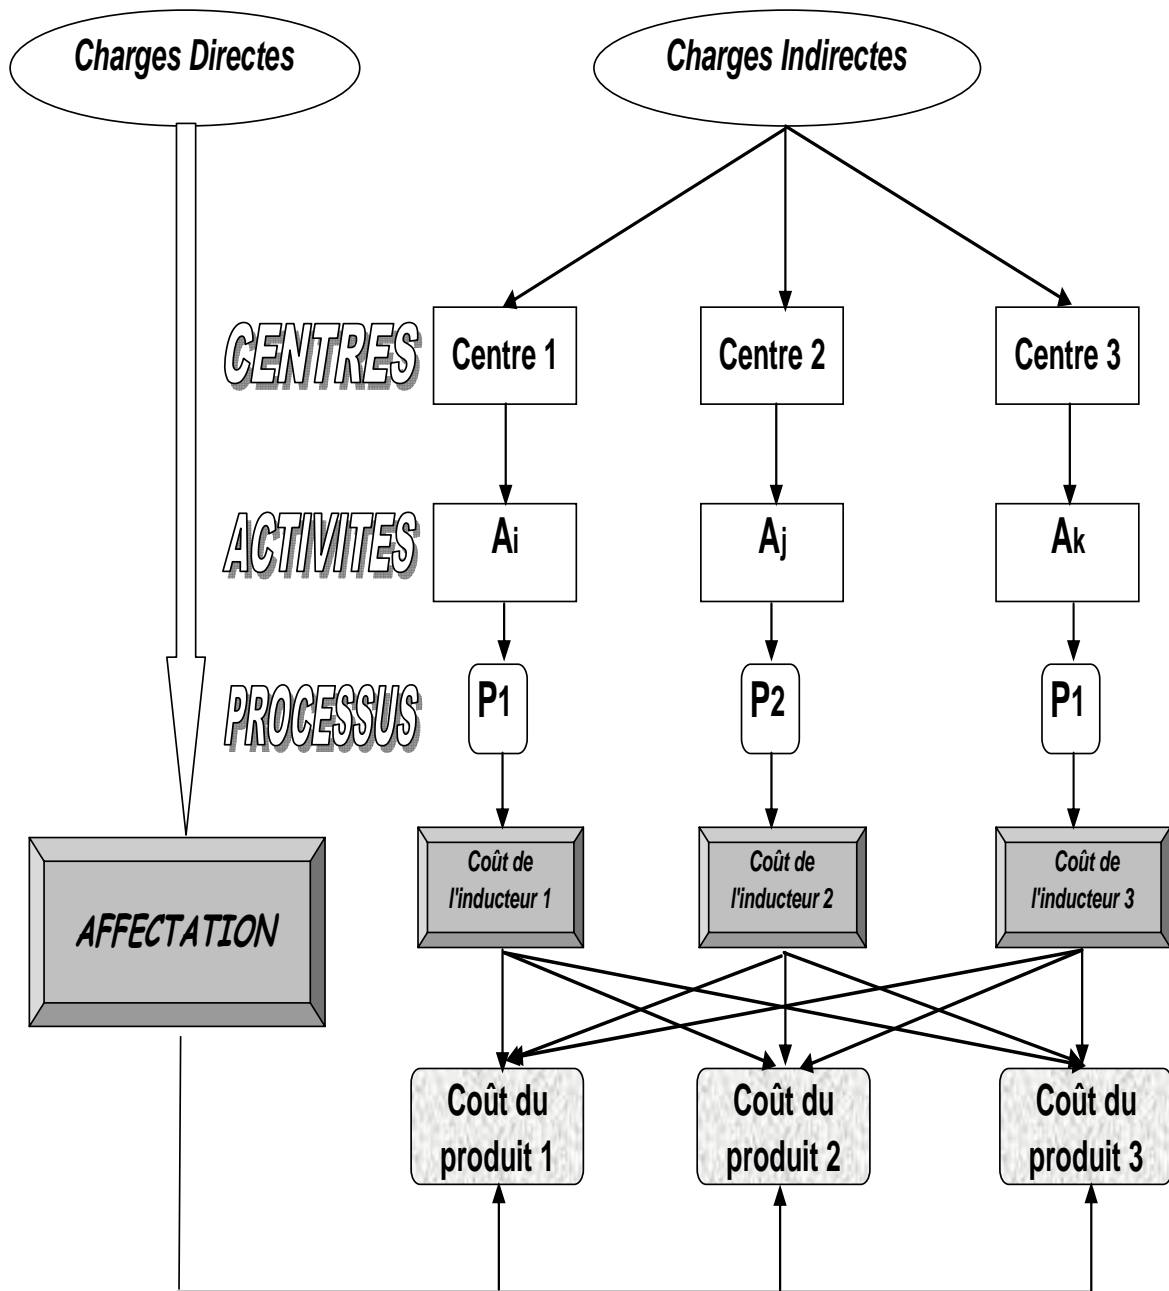 Charges Directes
Charges Indirectes
CENTRES
Centre 1
Centre 2
Centre 3
ACTIVITES
Ai
Aj
Ak
PROCESSUS
P1
P2
P1
AFFECTATION
Coût de
l'inducteur 1
Coût de
l'inducteur 2
Coût de
l'inducteur 3
Coût du
produit 1
Coût du
produit 2
Coût du
produit 3